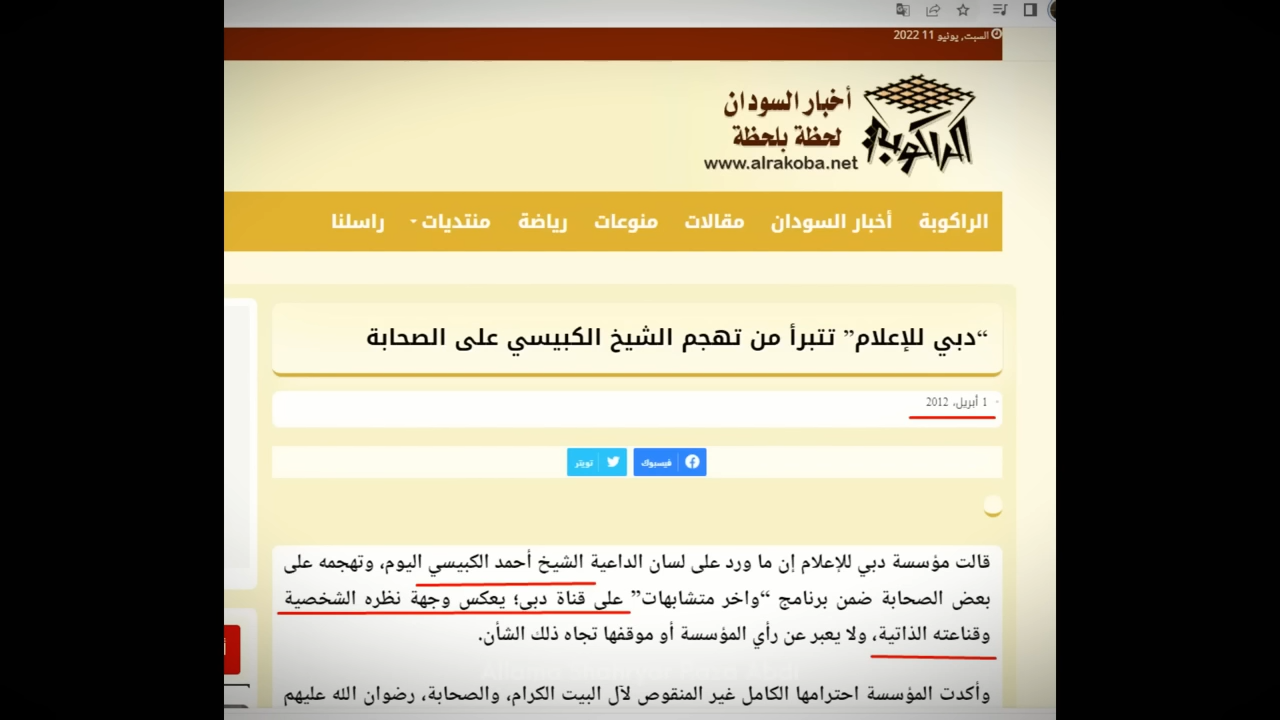 السبت, يونيو 11 2022
أخبار السودان
لحظة بلحظة
www.alrakoba.net
الراكوبة
الراكوبة أخبار السودان مقالات منوعات رياضة منتديات راسلنا
“دبي للإعلام” تتبرأ من تهجم الشيخ الكبيسي على الصحابة
1 أبريل، 2012
فيسبوك تويتر
قالت مؤسسة دبي للإعلام إن ما ورد على لسان الداعية الشيخ أحمد الكبيسي اليوم، وتهجمه على
بعض الصحابة ضمن برنامج “واخر متشابهات” على قناة دبى؛ يعكس وجهة نظره الشخصية
وقناعته الذاتية، ولا يعبر عن رأي المؤسسة أو موقفها تجاه ذلك الشأن.
وأكدت المؤسسة احترامها الكامل غير المنقوص لآل البيت الكرام، والصحابة، رضوان الله عليهم